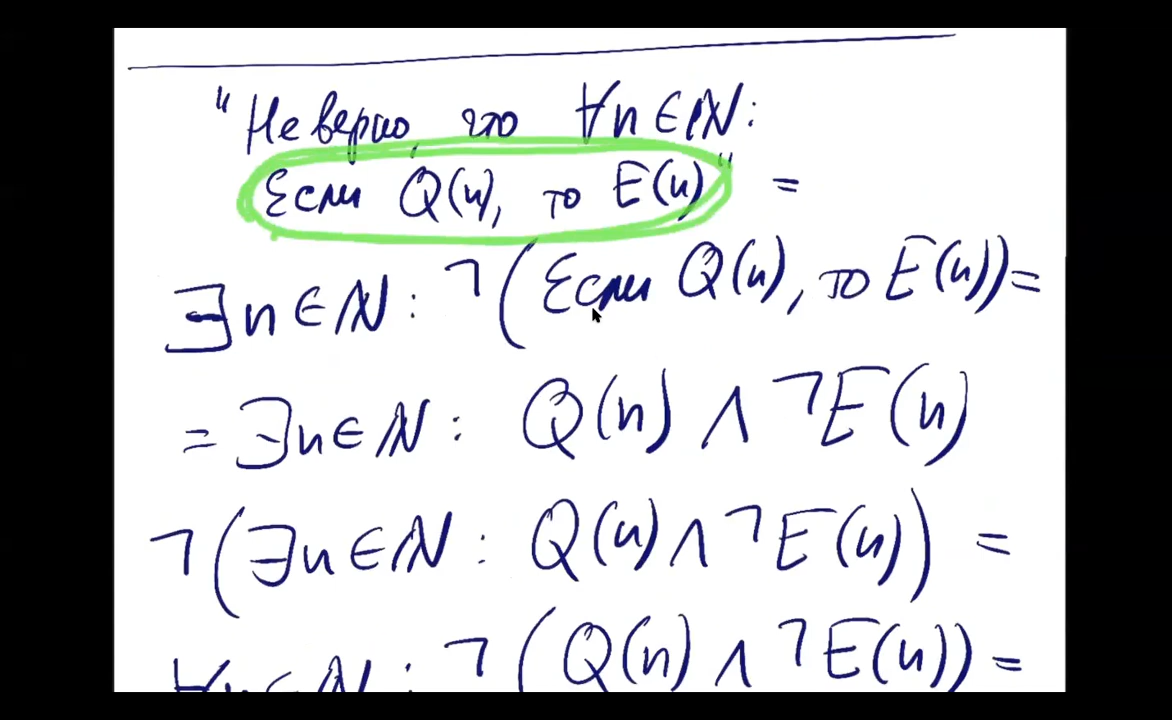 "Неверно, что ∀n∈ℕ:
Если Q(n), то E(n)" =
∃n∈ℕ: ¬(Если Q(n), то E(n))=
= ∃n∈ℕ: Q(n) ∧ ¬E(n)
¬(∃n∈ℕ: Q(n) ∧ ¬E(n)) =
∀n∈ℕ: ¬(Q(n) ∧ ¬E(n)) =